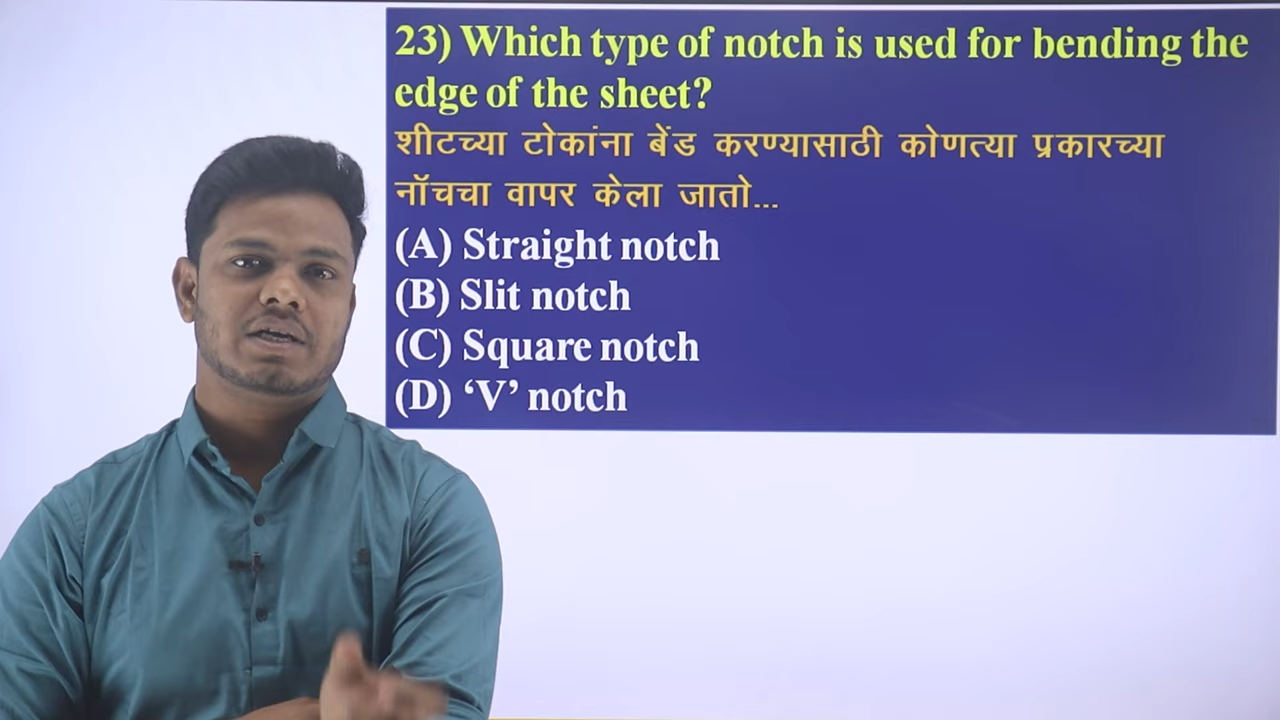 23) Which type of notch is used for bending the
edge of the sheet?
शीटच्या टोकांना बेंड करण्यासाठी कोणत्या प्रकारच्या
नॉचचा वापर केला जातो...
(A) Straight notch
(B) Slit notch
(C) Square notch
(D) ‘V’ notch